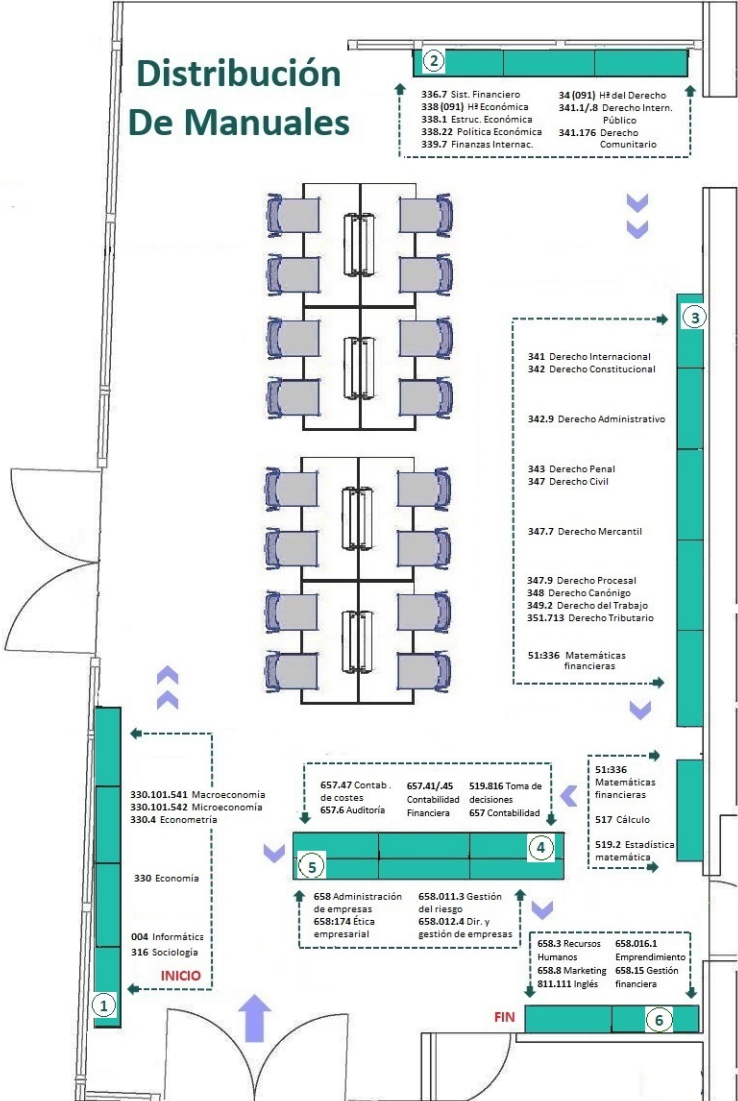 Distribución
De Manuales
2
336.7 Sist. Financiero
338(091) Hª Económica
338.1 Estruc. Económica
338.22 Política Económica
339.7 Finanzas Internac.
34(091) Hª del Derecho
341.1/.8 Derecho Intern.
Público
341.176 Derecho
Comunitario
3
341 Derecho Internacional
342 Derecho Constitucional
342.9 Derecho Administrativo
343 Derecho Penal
347 Derecho Civil
347.7 Derecho Mercantil
347.9 Derecho Procesal
348 Derecho Canónigo
349.2 Derecho del Trabajo
351.713 Derecho Tributario
51:336 Matemáticas
financieras
51:336
Matemáticas
financieras
517 Cálculo
519.2 Estadística
matemática
657.47 Contab.
de costes
657.6 Auditoría
657.41/.45
Contabilidad
Financiera
519.816 Toma de
decisiones
657 Contabilidad
4
5
658 Administración
de empresas
658:174 Ética
empresarial
658.011.3 Gestión
del riesgo
658.012.4 Dir. y
gestión de empresas
330.101.541 Macroeconomía
330.101.542 Microeconomía
330.4 Econometría
330 Economía
004 Informática
316 Sociología
INICIO
1
658.3 Recursos
Humanos
658.8 Marketing
811.111 Inglés
658.016.1
Emprendimiento
658.15 Gestión
financiera
FIN
6